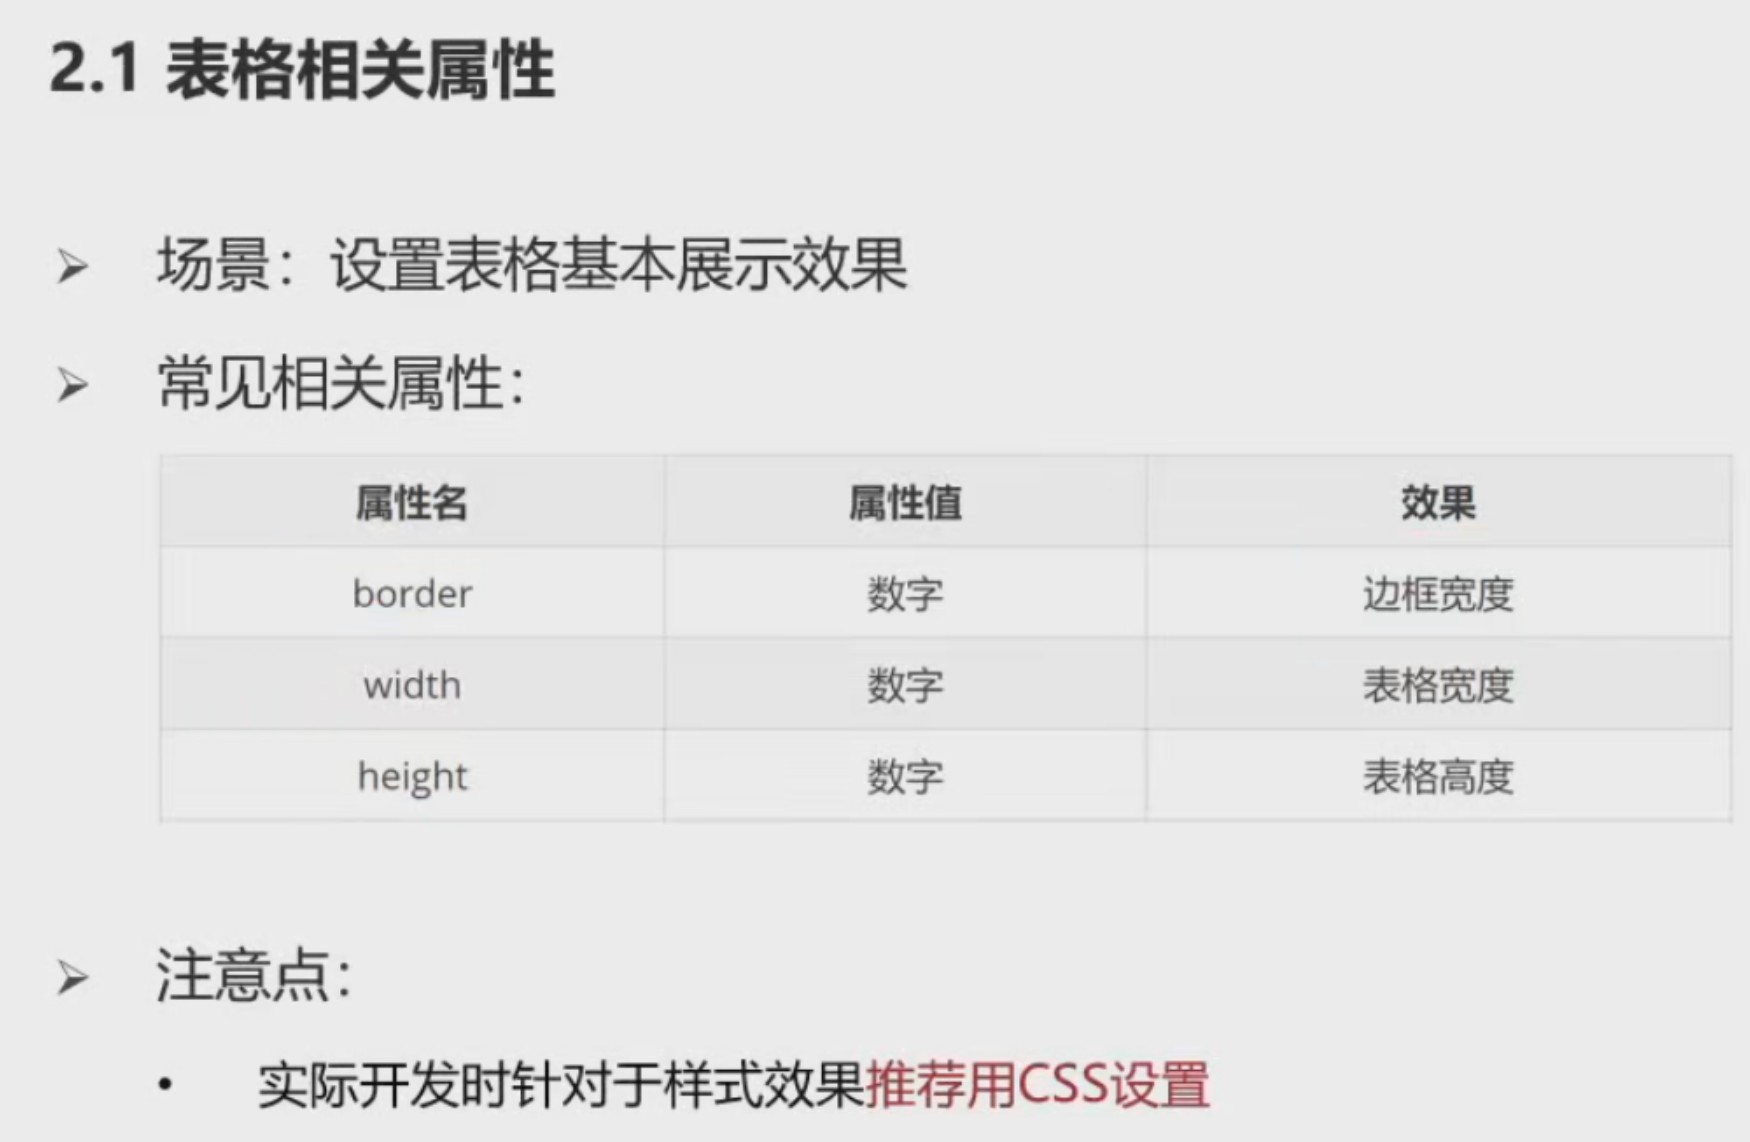 2.1 表格相关属性
场景：设置表格基本展示效果
常见相关属性：
属性名 属性值 效果
border 数字 边框宽度
width 数字 表格宽度
height 数字 表格高度
注意点：
实际开发时针对于样式效果推荐用CSS设置